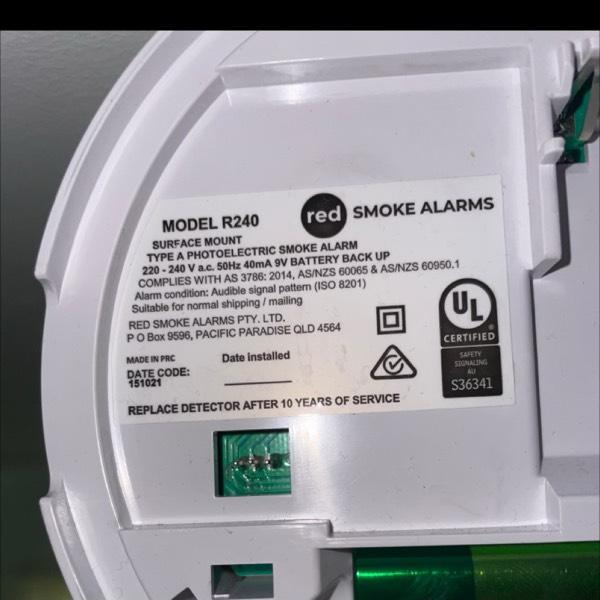 MODEL R240
red SMOKE ALARMS
SURFACE MOUNT
TYPE A PHOTOELECTRIC SMOKE ALARM
220 - 240 V a.c. 50Hz 40mA 9V BATTERY BACK UP
COMPLIES WITH AS 3786: 2014, AS/NZS 60065 & AS/NZS 60950.1
Alarm condition: Audible signal pattern (ISO 8201)
Suitable for normal shipping / mailing
RED SMOKE ALARMS PTY. LTD.
P O Box 9596, PACIFIC PARADISE QLD 4564
UL
®
CERTIFIED
SAFETY
SIGNALING
AU
S36341
MADE IN PRC
Date installed
DATE CODE:
151021
REPLACE DETECTOR AFTER 10 YEARS OF SERVICE